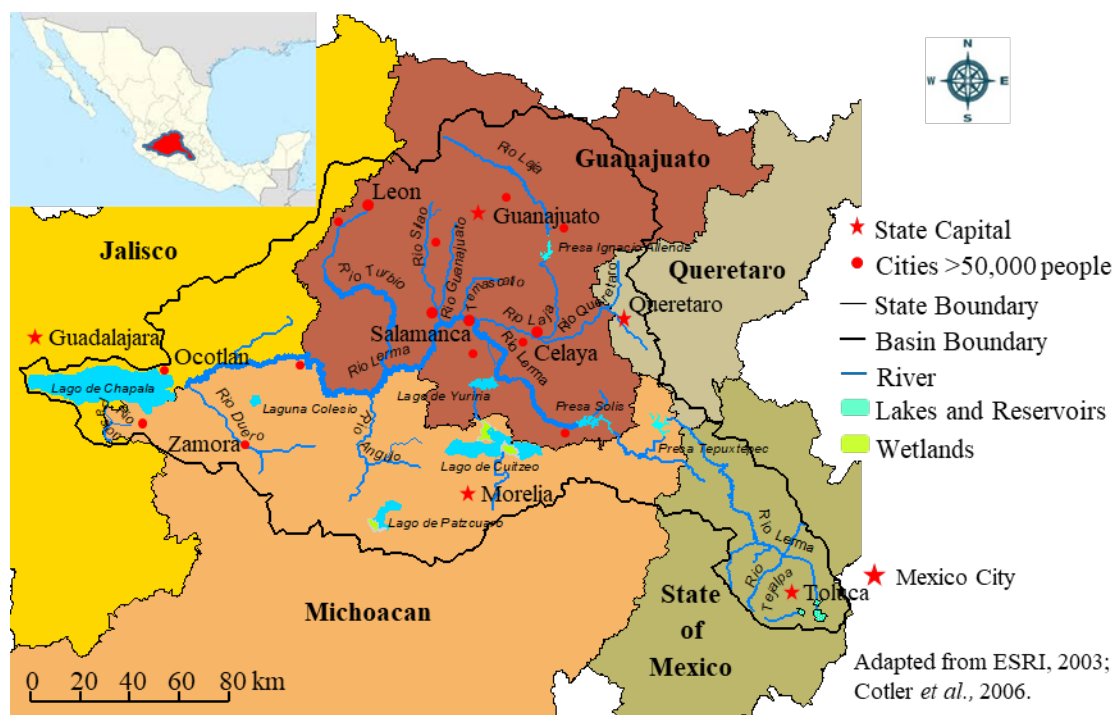 N
W
E
S
Rio Laja
Guanajuato
Leon
Guanajuato
Rio Silao
Rio Guanajuato
Presa Ignacio Allende
Jalisco
Rio Turbio
Temascatio
Queretaro
Rio Queretaro
Queretaro
Rio Laja
Salamanca
Celaya
Guadalajara
Ocotlan
Rio Lerma
Rio Lerma
Lago de Chapala
Lago de Yuriria
Rio Duero
Laguna Colesio
Rio
Angulo
Presa Solis
Zamora
Lago de Cuitzeo
Presa Tepuxtepec
Morelia
Lago de Patzcuaro
Rio Lerma
Rio
Tejalpa
Toluca
Michoacan
State
of
Mexico
0 20 40 80 km
State Capital
Cities >50,000 people
State Boundary
Basin Boundary
River
Lakes and Reservoirs
Wetlands
Mexico City
Adapted from ESRI, 2003;
Cotler et al., 2006.